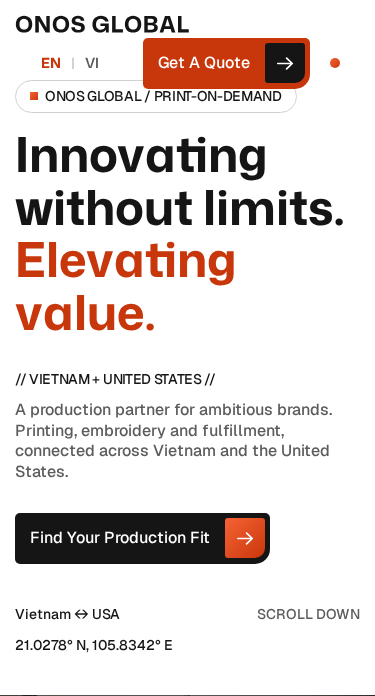 ONOS GLOBAL
EN | VI
Get A Quote →
ONOS GLOBAL / PRINT-ON-DEMAND
Innovating
without limits.
Elevating
value.
// VIETNAM + UNITED STATES //
A production partner for ambitious brands.
Printing, embroidery and fulfillment,
connected across Vietnam and the United
States.
Find Your Production Fit →
Vietnam ↔ USA
SCROLL DOWN
21.0278° N, 105.8342° E